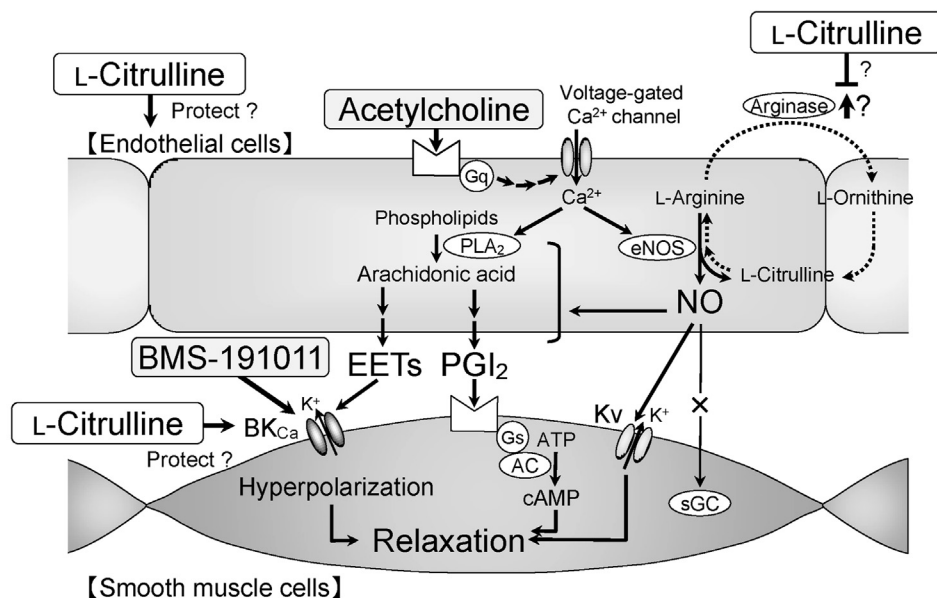 L-Citrulline
Protect ?
【Endothelial cells】
Acetylcholine
Gq
Voltage-gated
Ca²⁺ channel
Ca²⁺
L-Citrulline
?
Arginase
?
L-Arginine
L-Ornithine
L-Citrulline
Phospholipids
PLA₂
Arachidonic acid
eNOS
NO
BMS-191011
EETs
PGI₂
L-Citrulline
Protect ?
BKCa
K⁺
Gs
ATP
AC
cAMP
Kv
K⁺
×
sGC
Hyperpolarization
Relaxation
【Smooth muscle cells】